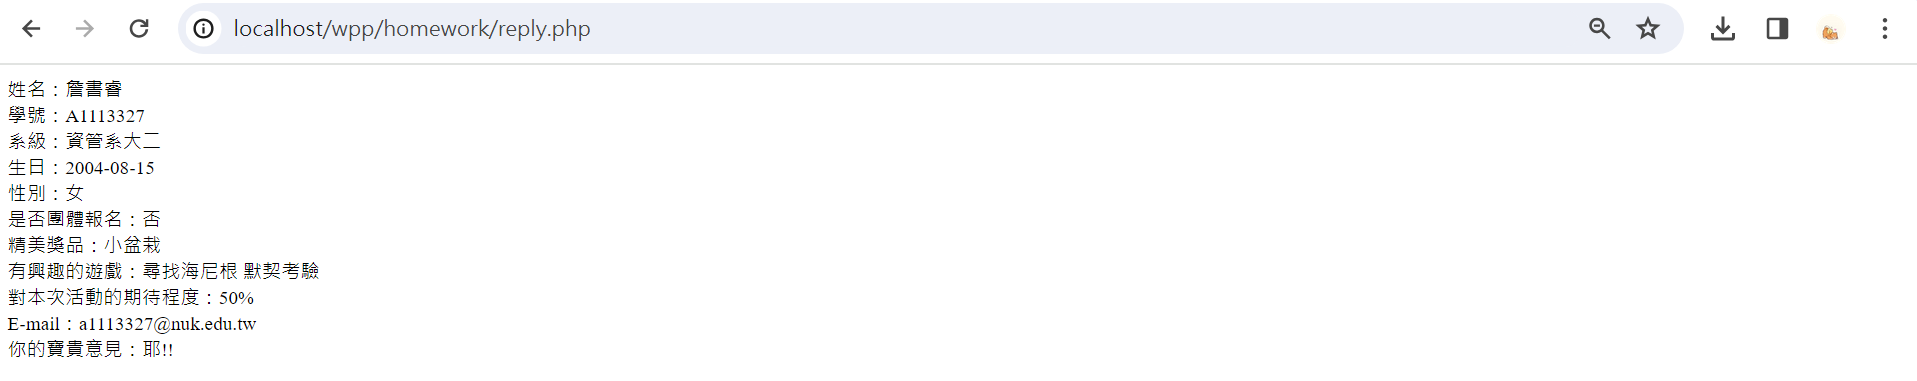 localhost/wpp/homework/reply.php
姓名：詹書睿
學號：A1113327
系級：資管系大二
生日：2004-08-15
性別：女
是否團體報名：否
精美獎品：小盆栽
有興趣的遊戲：尋找海尼根 默契考驗
對本次活動的期待程度：50%
E-mail：a1113327@nuk.edu.tw
你的寶貴意見：耶!!